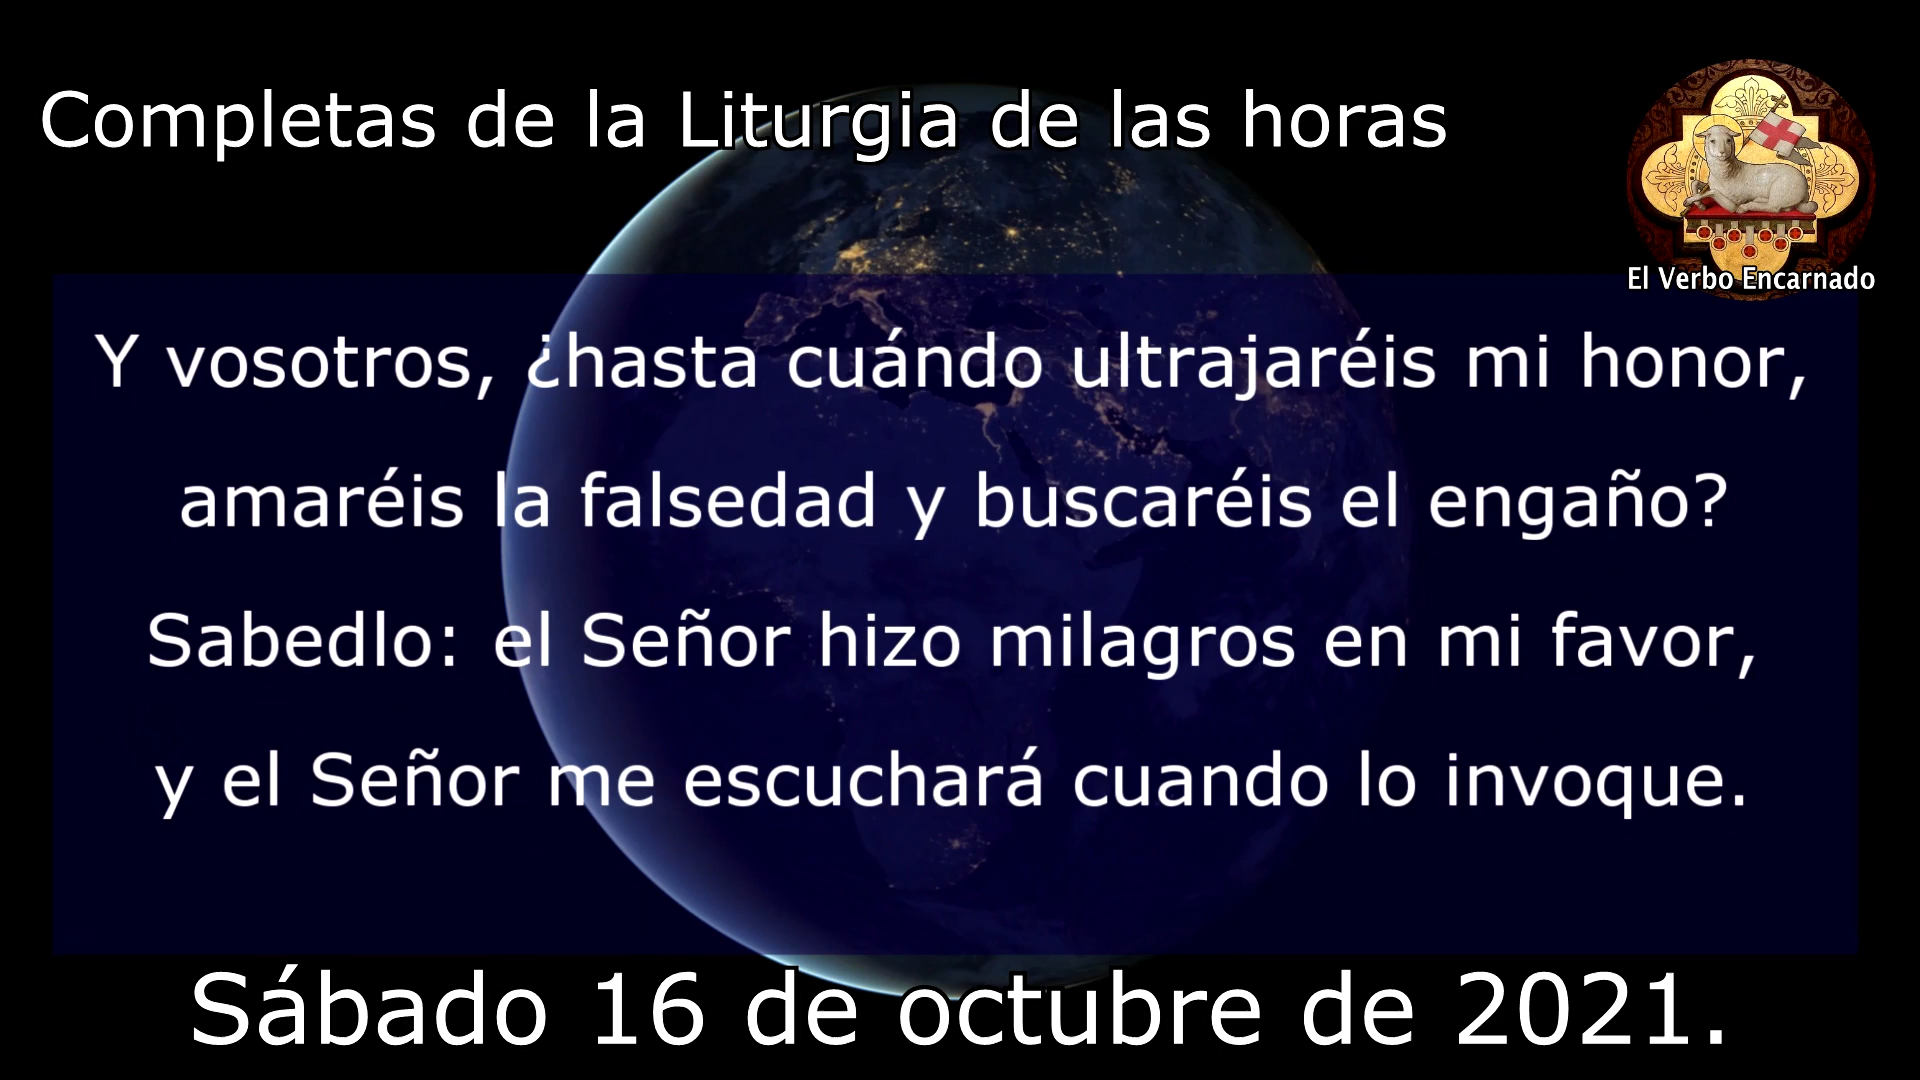 Completas de la Liturgia de las horas
El Verbo Encarnado
Y vosotros, ¿hasta cuándo ultrajaréis mi honor,
amaréis la falsedad y buscaréis el engaño?
Sabedlo: el Señor hizo milagros en mi favor,
y el Señor me escuchará cuando lo invoque.
Sábado 16 de octubre de 2021.